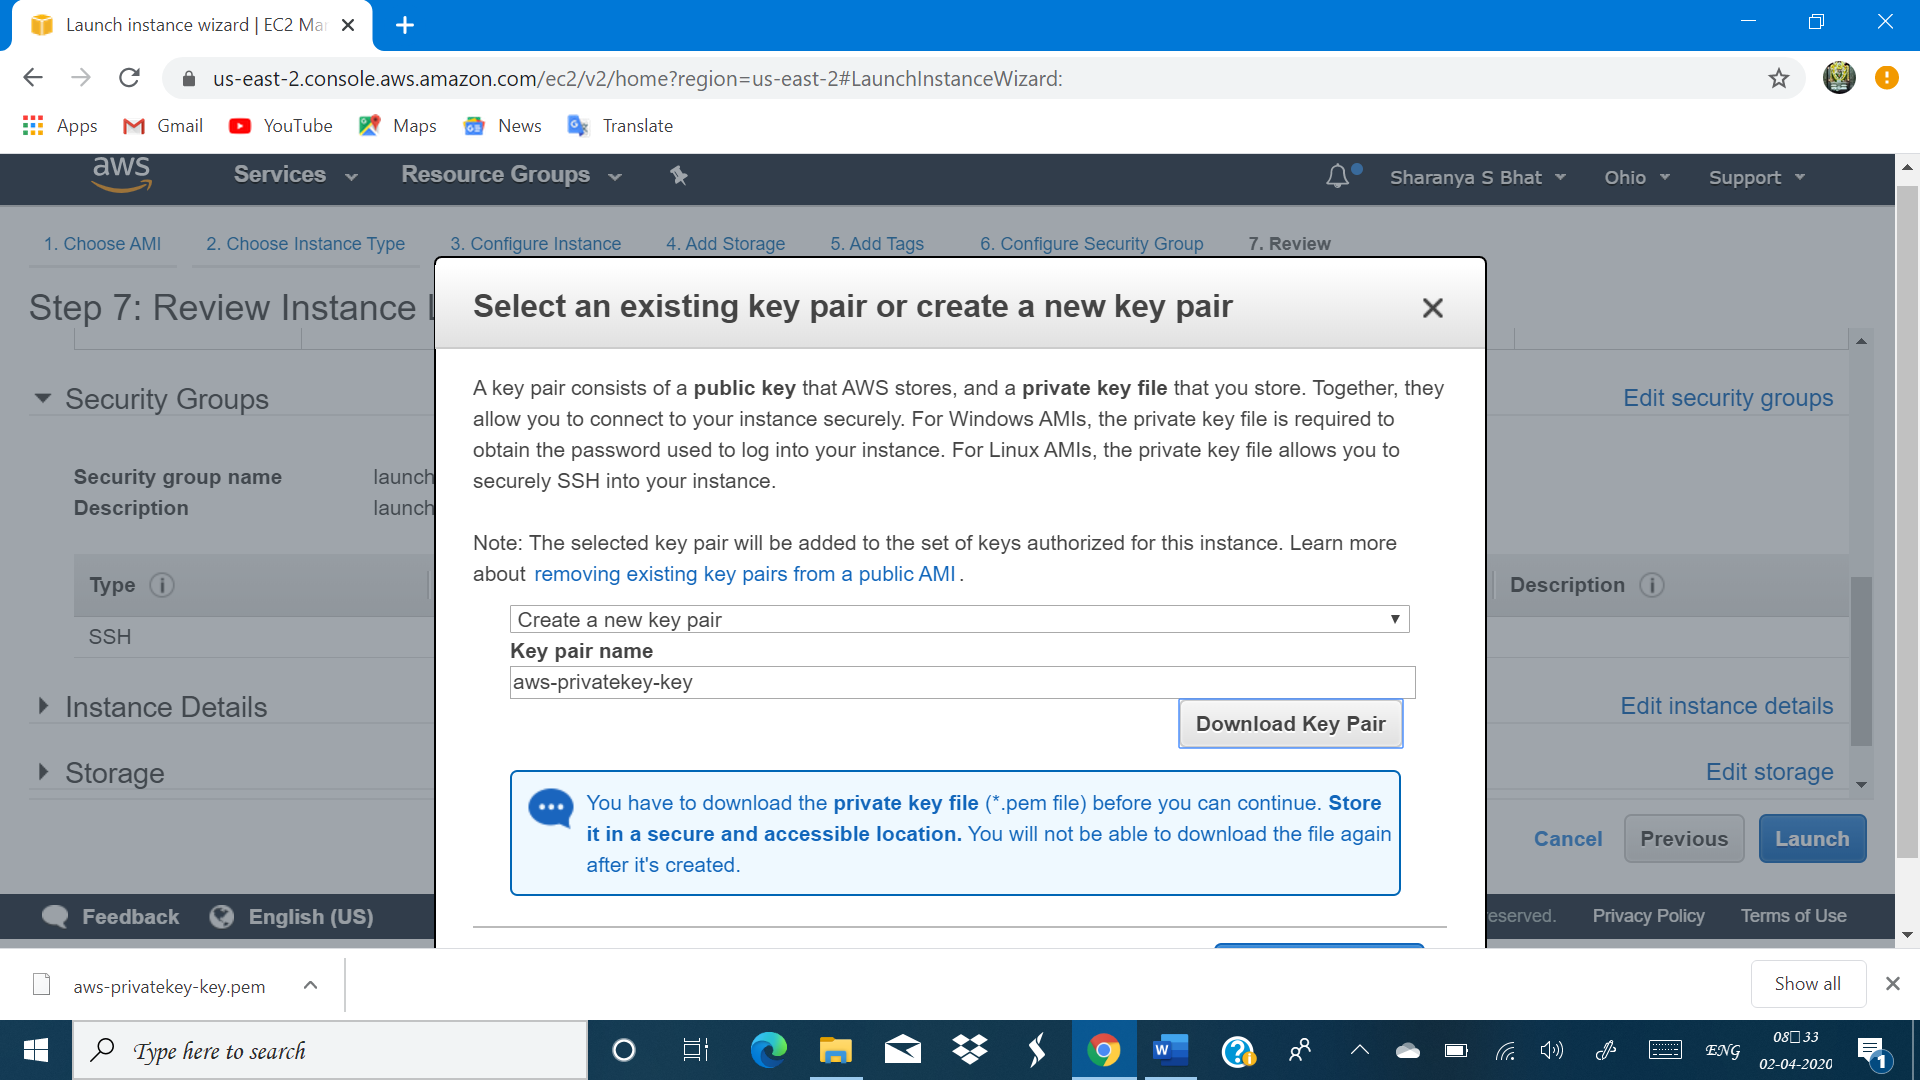 Launch instance wizard | EC2 Ma
us-east-2.console.aws.amazon.com/ec2/v2/home?region=us-east-2#LaunchInstanceWizard:
Apps Gmail YouTube Maps News Translate
aws Services Resource Groups Sharanya S Bhat Ohio Support
1. Choose AMI 2. Choose Instance Type 3. Configure Instance 4. Add Storage 5. Add Tags 6. Configure Security Group 7. Review
Step 7: Review Instance
Select an existing key pair or create a new key pair
A key pair consists of a public key that AWS stores, and a private key file that you store. Together, they
allow you to connect to your instance securely. For Windows AMIs, the private key file is required to
obtain the password used to log into your instance. For Linux AMIs, the private key file allows you to
securely SSH into your instance.
Note: The selected key pair will be added to the set of keys authorized for this instance. Learn more
about removing existing key pairs from a public AMI.
Create a new key pair
Key pair name
aws-privatekey-key
Download Key Pair
You have to download the private key file (*.pem file) before you can continue. Store
it in a secure and accessible location. You will not be able to download the file again
after it's created.
Security Groups
Edit security groups
Security group name launch
Description launch
Type Description
SSH
Instance Details
Edit instance details
Storage
Edit storage
Cancel Previous Launch
Feedback English (US) eserved. Privacy Policy Terms of Use
aws-privatekey-key.pem Show all
Type here to search
ENG
08 33
02-04-2020
1